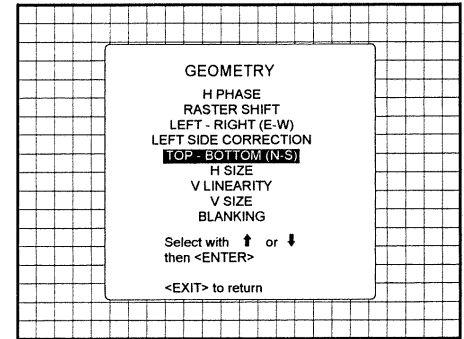 GEOMETRY
H PHASE
RASTER SHIFT
LEFT - RIGHT (E-W)
LEFT SIDE CORRECTION
TOP - BOTTOM (N-S)
H SIZE
V LINEARITY
V SIZE
BLANKING
Select with ⬆ or ⬇
then <ENTER>
<EXIT> to return